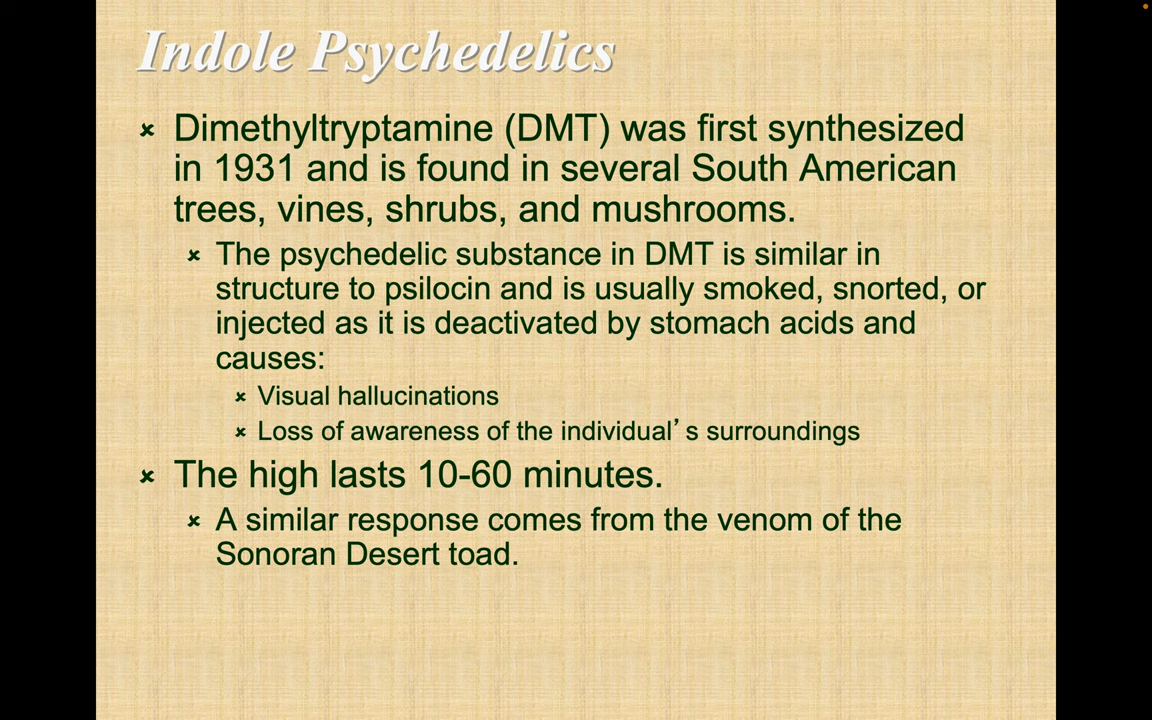 Indole Psychedelics
Dimethyltryptamine (DMT) was first synthesized
in 1931 and is found in several South American
trees, vines, shrubs, and mushrooms.
The psychedelic substance in DMT is similar in
structure to psilocin and is usually smoked, snorted, or
injected as it is deactivated by stomach acids and
causes:
Visual hallucinations
Loss of awareness of the individual’s surroundings
The high lasts 10-60 minutes.
A similar response comes from the venom of the
Sonoran Desert toad.